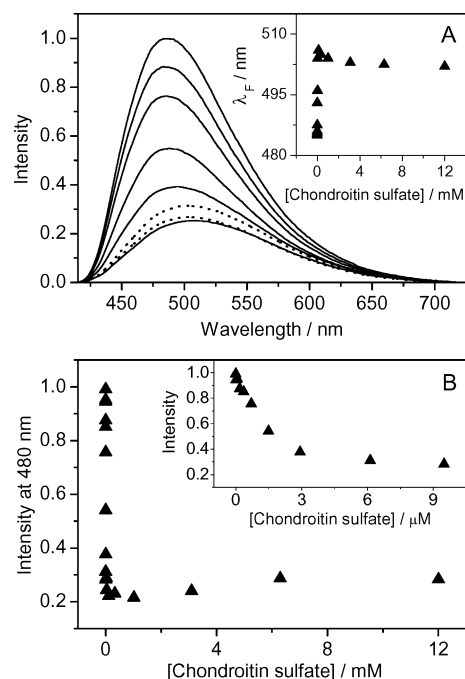 A
1.0
0.8
0.6
0.4
0.2
0.0
Intensity
450 500 550 600 650 700
Wavelength / nm
510
495
480
λF / nm
0 4 8 12
[Chondroitin sulfate] / mM
B
1.0
0.8
0.6
0.4
0.2
Intensity at 480 nm
0 4 8 12
[Chondroitin sulfate] / mM
1.0
0.8
0.6
0.4
0.2
Intensity
0 3 6 9
[Chondroitin sulfate] / μM